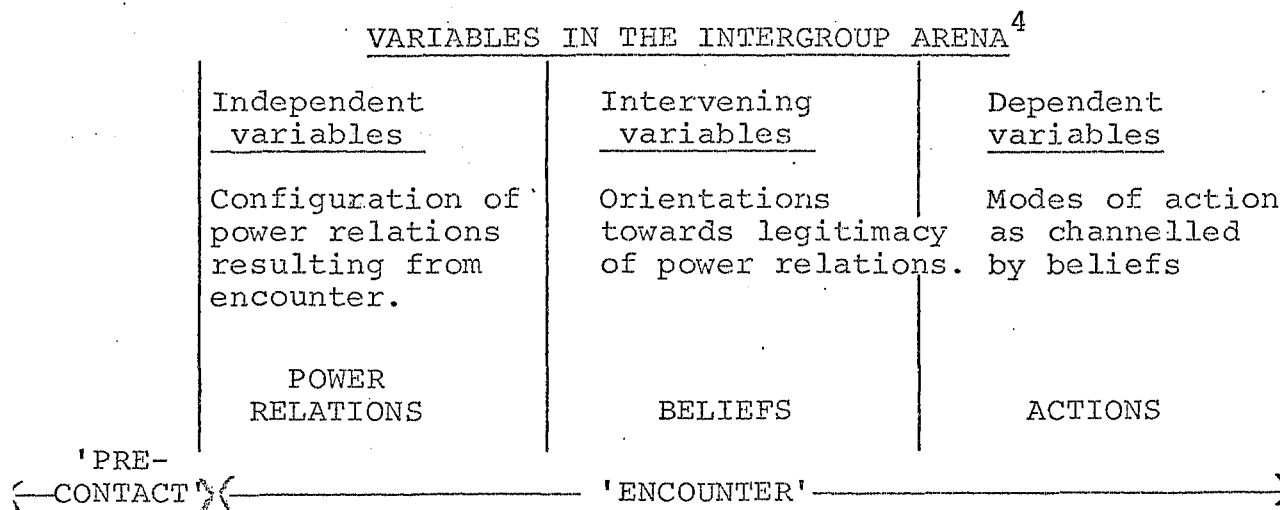 VARIABLES IN THE INTERGROUP ARENA4
Independent variables
Configuration of power relations resulting from encounter.
POWER RELATIONS
Intervening variables
Orientations towards legitimacy of power relations.
BELIEFS
Dependent variables
Modes of action as channelled by beliefs
ACTIONS
'PRE-CONTACT'
'ENCOUNTER'